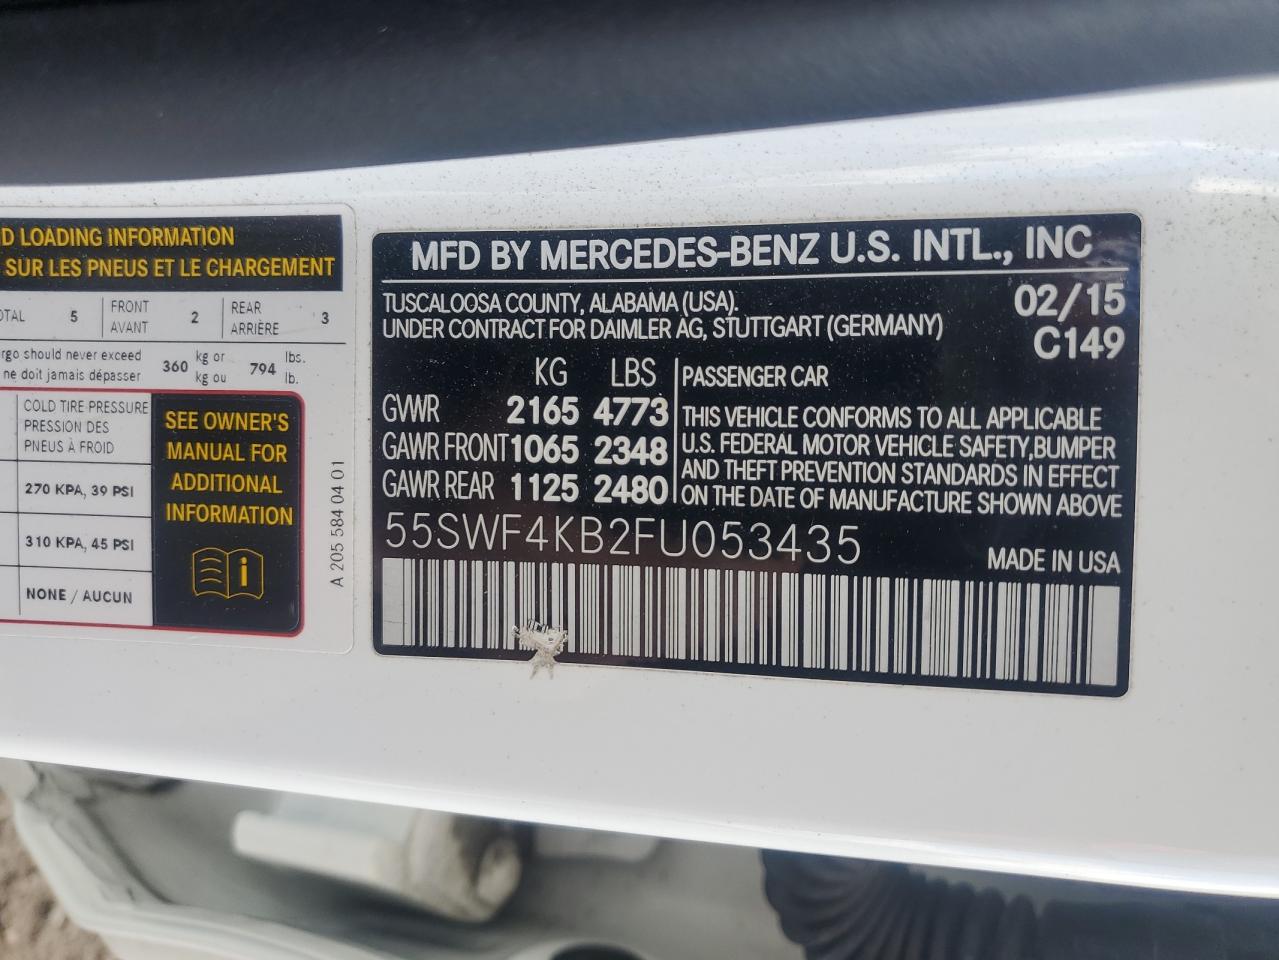 D LOADING INFORMATION
SUR LES PNEUS ET LE CHARGEMENT
5
FRONT
AVANT
2
REAR
ARRIÈRE
3
should never exceed
ne doit jamais dépasser
360
kg or
kg ou
794
lbs.
lb.
COLD TIRE PRESSURE
PRESSION DES
PNEUS À FROID
270 KPA, 39 PSI
310 KPA, 45 PSI
NONE / AUCUN
SEE OWNER'S
MANUAL FOR
ADDITIONAL
INFORMATION
i
A 205 584 04 01
MFD BY MERCEDES-BENZ U.S. INTL., INC
TUSCALOOSA COUNTY, ALABAMA (USA).
UNDER CONTRACT FOR DAIMLER AG, STUTTGART (GERMANY)
02/15
C149
KG LBS
GVWR 2165 4773
GAWR FRONT 1065 2348
GAWR REAR 1125 2480
PASSENGER CAR
THIS VEHICLE CONFORMS TO ALL APPLICABLE
U.S. FEDERAL MOTOR VEHICLE SAFETY, BUMPER
AND THEFT PREVENTION STANDARDS IN EFFECT
ON THE DATE OF MANUFACTURE SHOWN ABOVE
55SWF4KB2FU053435
MADE IN USA